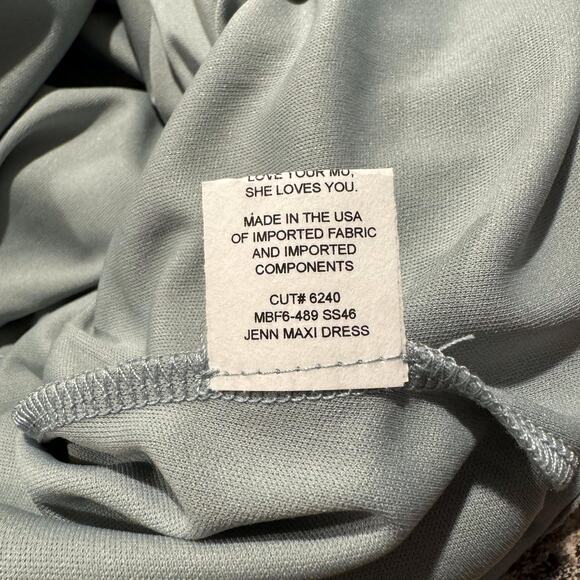 LOVE YOUR MU,
SHE LOVES YOU.
MADE IN THE USA
OF IMPORTED FABRIC
AND IMPORTED
COMPONENTS
CUT# 6240
MBF6-489 SS46
JENN MAXI DRESS